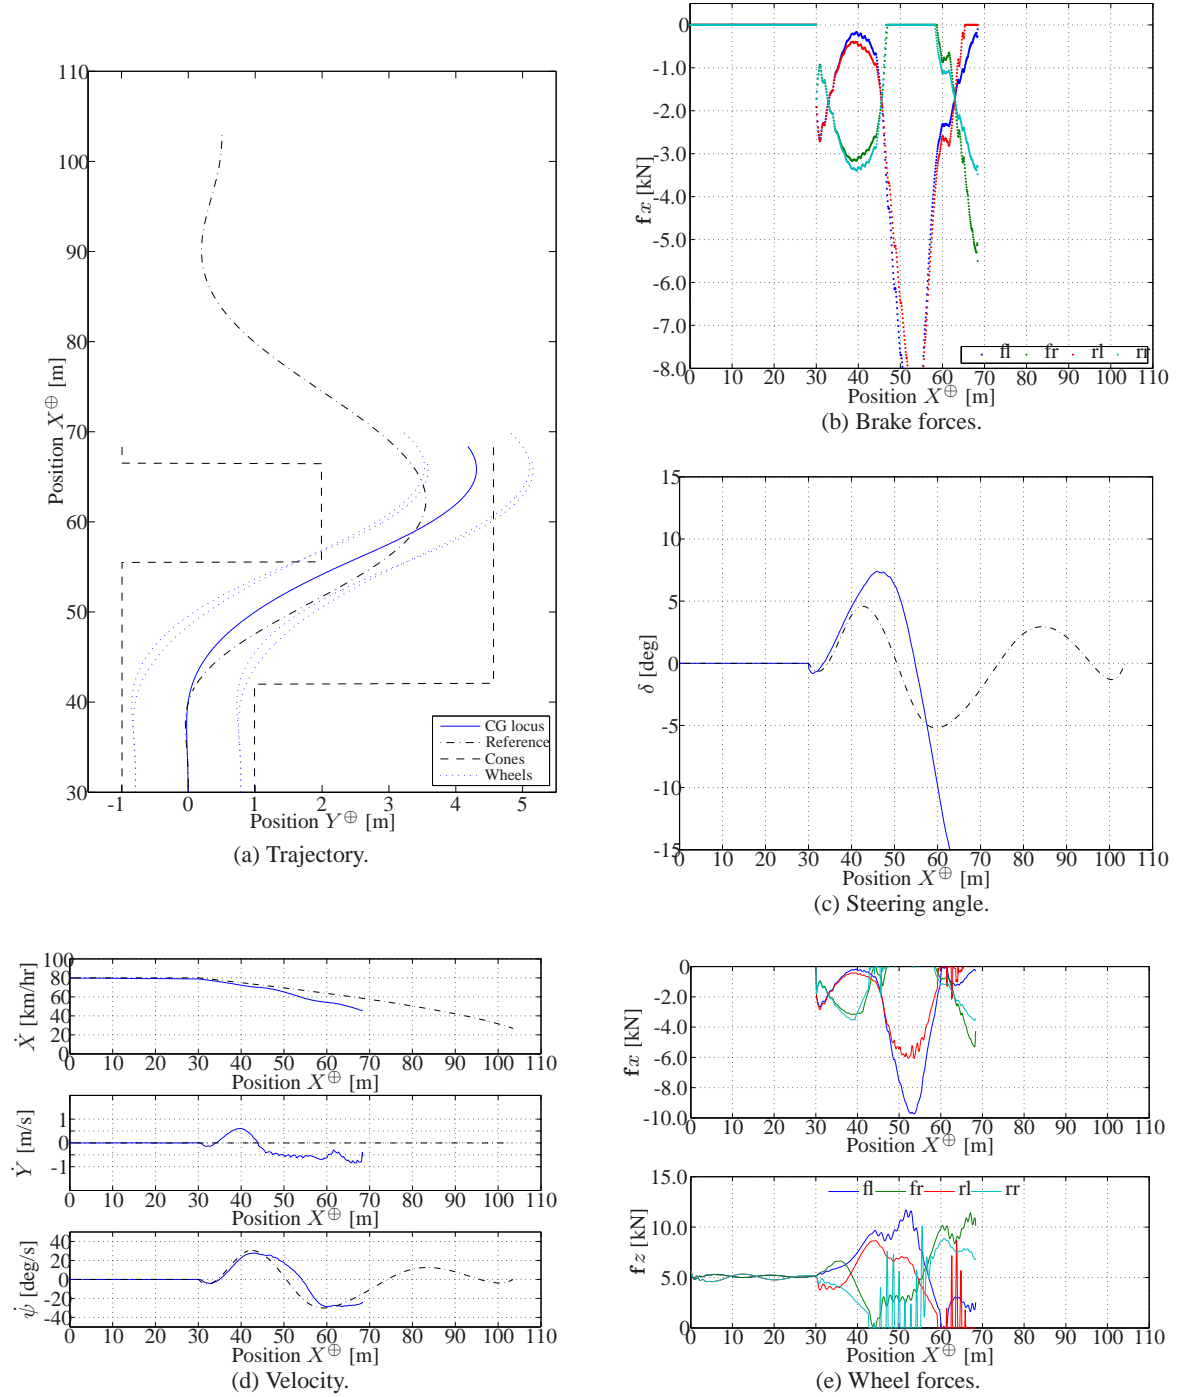 110
100
90
80
70
60
50
40
30
Position X⊕ [m]
-1 0 1 2 3 4 5
Position Y⊕ [m]
CG locus
Reference
Cones
Wheels
(a) Trajectory.
0
-1.0
-2.0
-3.0
-4.0
-5.0
-6.0
-7.0
-8.0
fx [kN]
fl fr rl rr
0 10 20 30 40 50 60 70 80 90 100 110
Position X⊕ [m]
(b) Brake forces.
15
10
5
0
-5
-10
-15
δ [deg]
0 10 20 30 40 50 60 70 80 90 100 110
Position X⊕ [m]
(c) Steering angle.
100
80
60
40
20
0
Ẋ [km/hr]
0 10 20 30 40 50 60 70 80 90 100 110
Position X⊕ [m]
1
0
-1
Ẏ [m/s]
0 10 20 30 40 50 60 70 80 90 100 110
Position X⊕ [m]
40
20
0
-20
-40
ψ̇ [deg/s]
0 10 20 30 40 50 60 70 80 90 100 110
Position X⊕ [m]
(d) Velocity.
0
-2.0
-4.0
-6.0
-8.0
-10.0
fx [kN]
0 10 20 30 40 50 60 70 80 90 100 110
Position X⊕ [m]
15.0
10.0
5.0
0
fz [kN]
fl fr rl rr
0 10 20 30 40 50 60 70 80 90 100 110
Position X⊕ [m]
(e) Wheel forces.